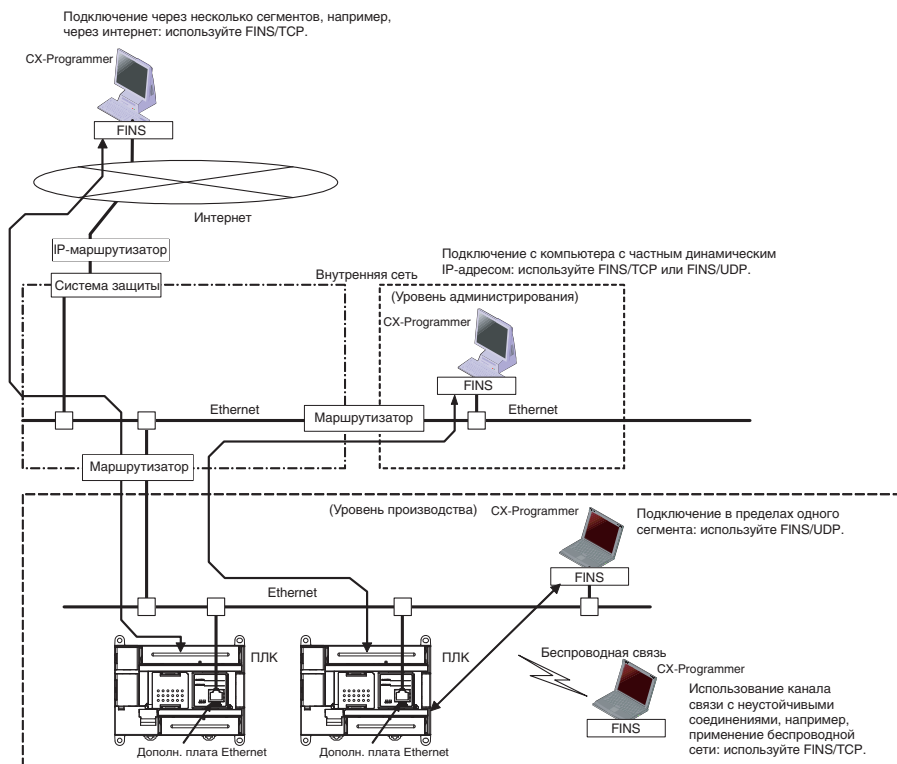 Подключение через несколько сегментов, например,
через интернет: используйте FINS/TCP.
CX-Programmer
FINS
Интернет
IP-маршрутизатор
Система защиты
Внутренняя сеть
Подключение с компьютера с частным динамическим
IP-адресом: используйте FINS/TCP или FINS/UDP.
(Уровень администрирования)
CX-Programmer
FINS
Ethernet
Маршрутизатор
Ethernet
Маршрутизатор
(Уровень производства)
CX-Programmer
Подключение в пределах одного
сегмента: используйте FINS/UDP.
FINS
Ethernet
ПЛК
ПЛК
Беспроводная связь
CX-Programmer
FINS
Использование канала
связи с неустойчивыми
соединениями, например,
применение беспроводной
сети: используйте FINS/TCP.
Дополн. плата Ethernet
Дополн. плата Ethernet